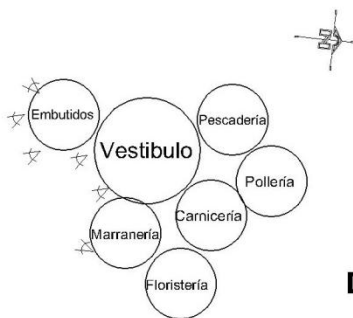 Embutidos
Pescadería
Vestibulo
Pollería
Carnicería
Marranería
Floristería
D